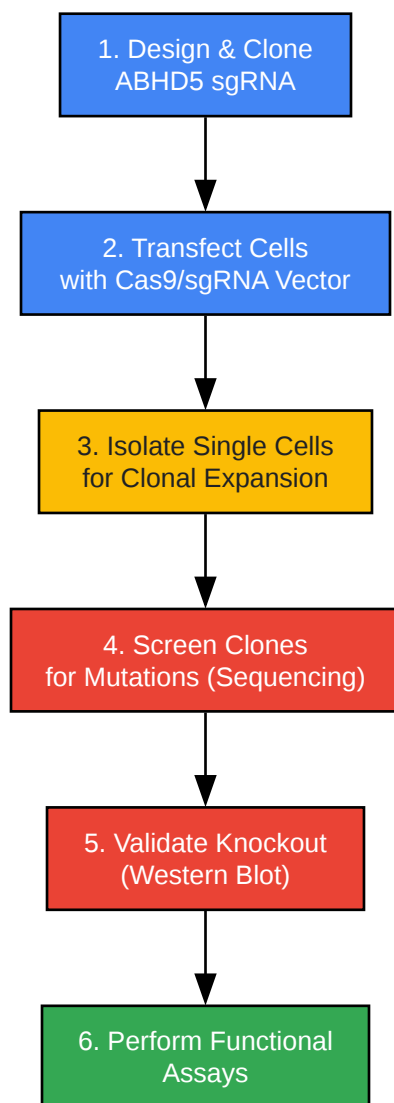 1. Design & Clone
ABHD5 sgRNA
2. Transfect Cells
with Cas9/sgRNA Vector
3. Isolate Single Cells
for Clonal Expansion
4. Screen Clones
for Mutations (Sequencing)
5. Validate Knockout
(Western Blot)
6. Perform Functional
Assays